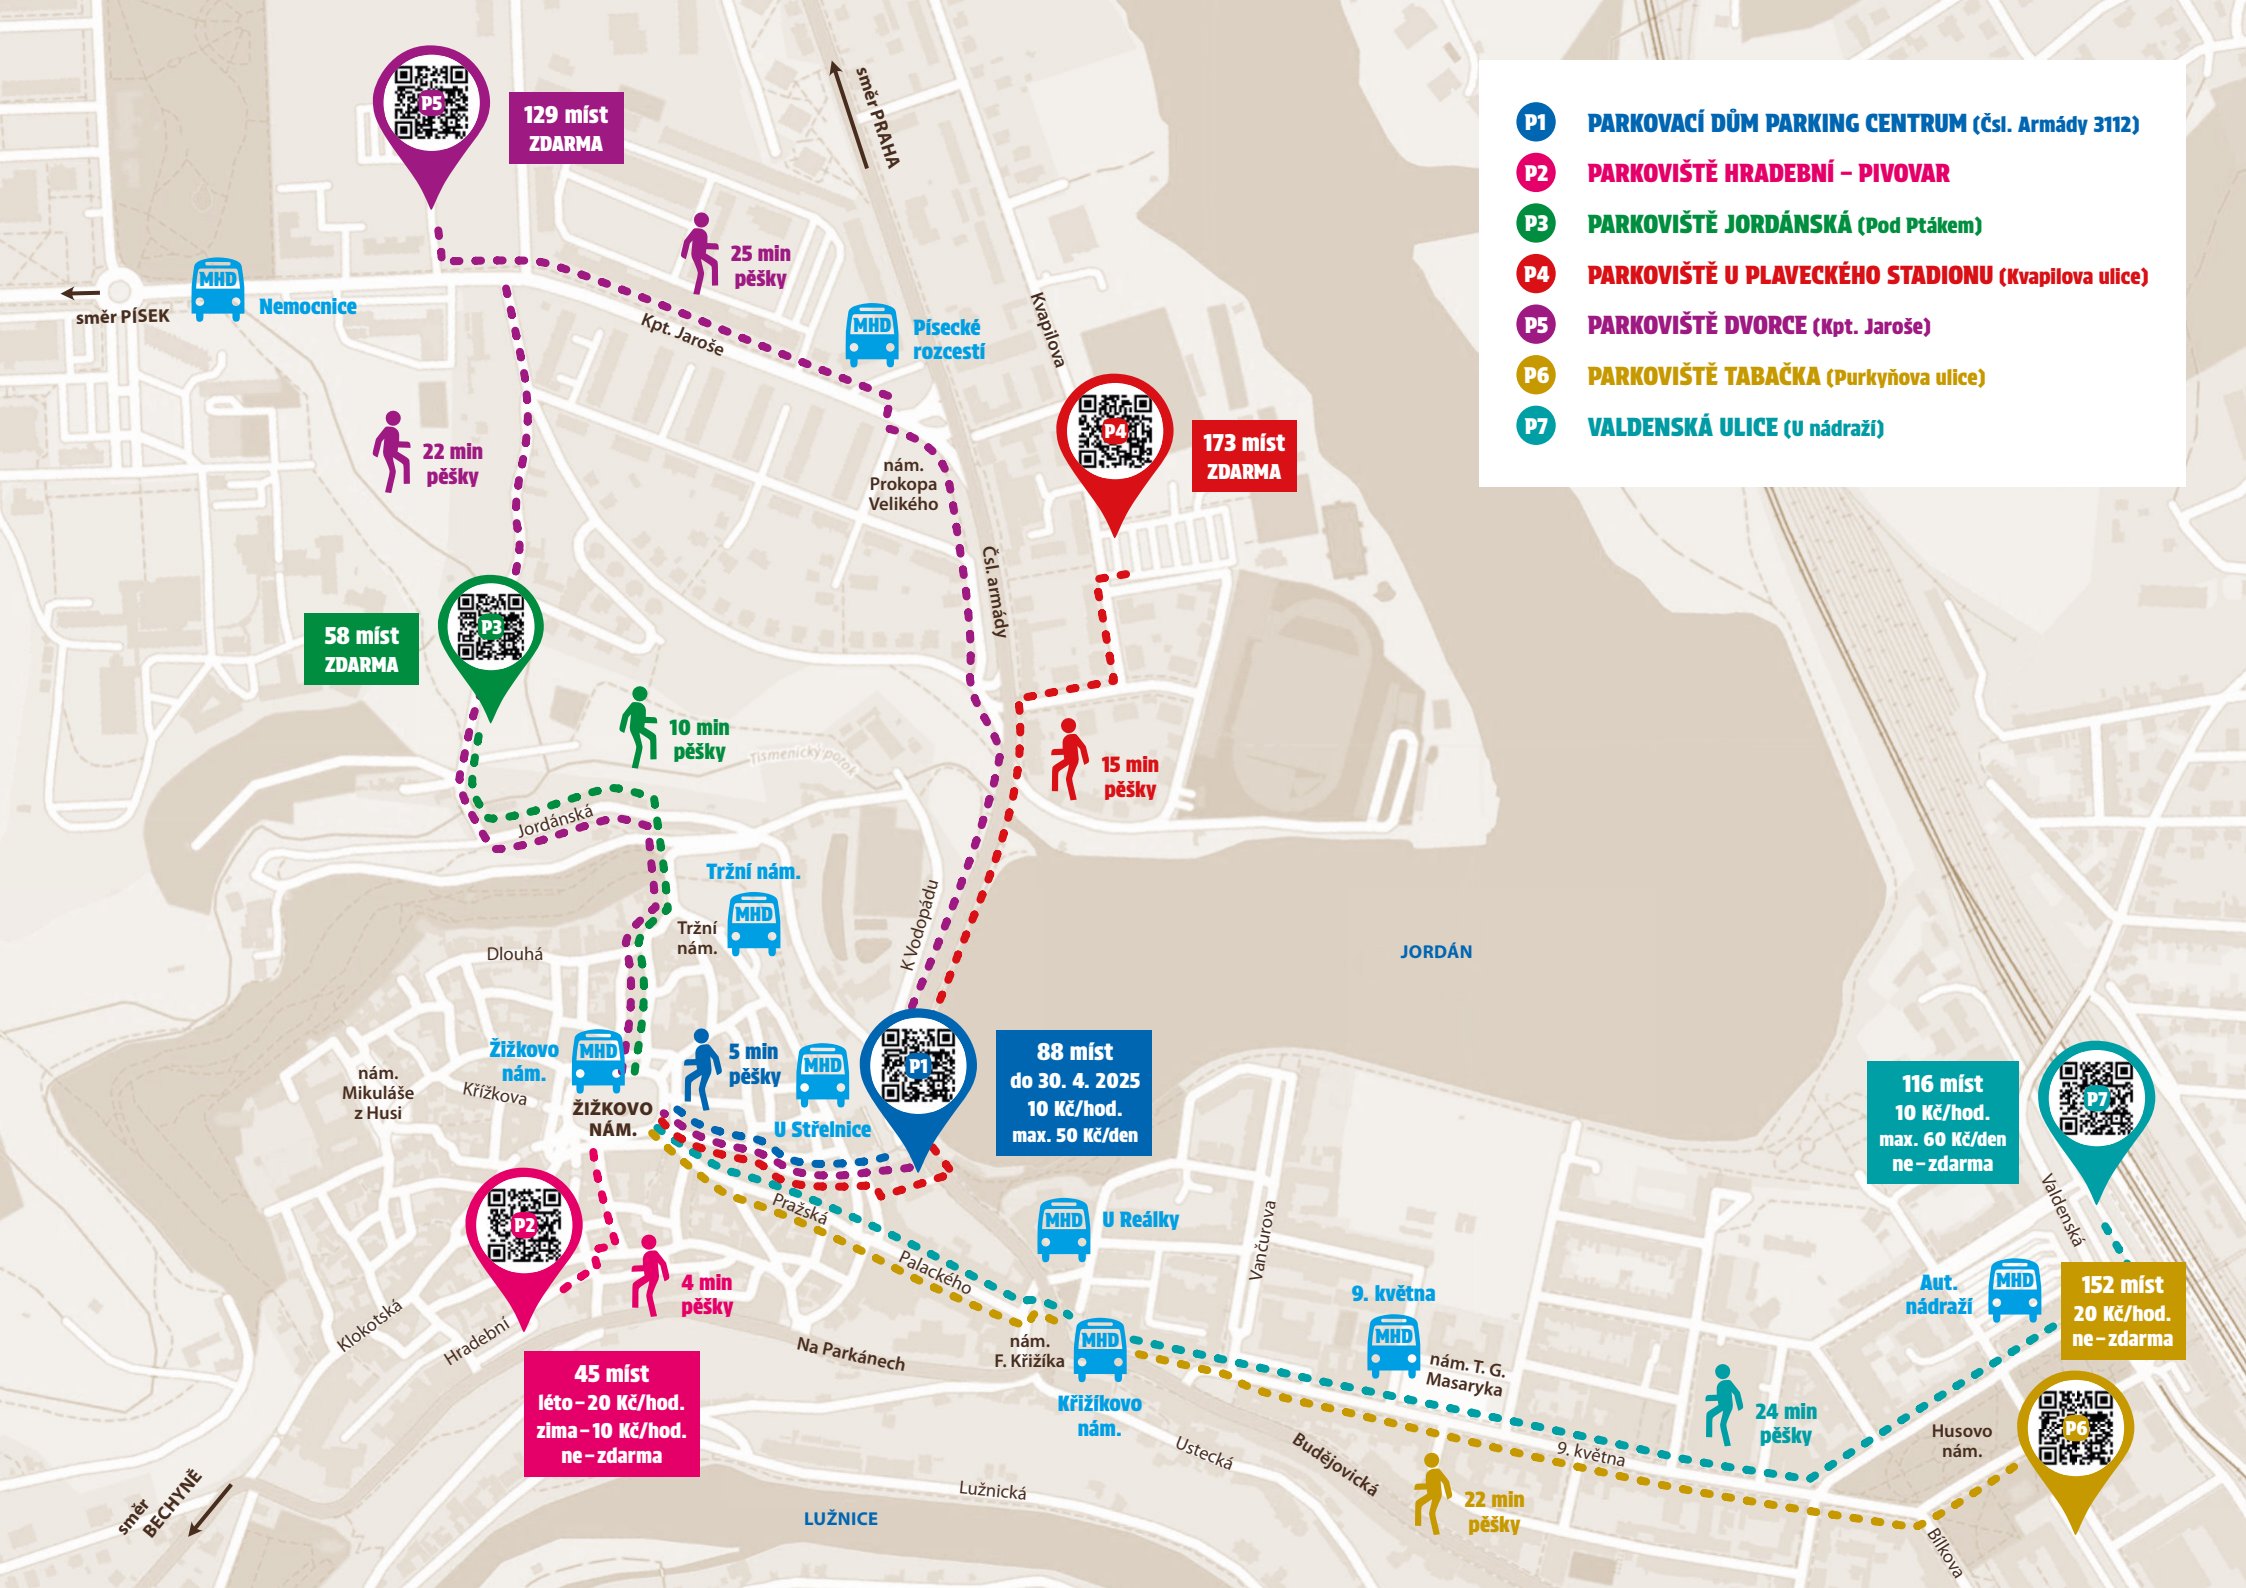 P1 PARKOVACÍ DŮM PARKING CENTRUM (Čsl. Armády 3112)
P2 PARKOVIŠTĚ HRADEBNÍ – PIVOVAR
P3 PARKOVIŠTĚ JORDÁNSKÁ (Pod Ptákem)
P4 PARKOVIŠTĚ U PLAVECKÉHO STADIONU (Kvapilova ulice)
P5 PARKOVIŠTĚ DVORCE (Kpt. Jaroše)
P6 PARKOVIŠTĚ TABAČKA (Purkyňova ulice)
P7 VALDENSKÁ ULICE (U nádraží)
P5
129 míst
ZDARMA
směr PRAHA
25 min
pěšky
MHD
Nemocnice
směr PÍSEK
Kpt. Jaroše
MHD
Písecké
rozcestí
Kvapilova
P4
173 míst
ZDARMA
22 min
pěšky
nám.
Prokopa
Velikého
Čsl. armády
P3
58 míst
ZDARMA
10 min
pěšky
Tismenický potok
15 min
pěšky
Jordánská
Tržní nám.
MHD
Tržní
nám.
K Vodopádu
Dlouhá
JORDÁN
Žižkovo
nám.
MHD
5 min
pěšky
MHD
U Střelnice
P1
88 míst
do 30. 4. 2025
10 Kč/hod.
max. 50 Kč/den
nám.
Mikuláše
z Husi
Křížkova
ŽIŽKOVO
NÁM.
P7
116 míst
10 Kč/hod.
max. 60 Kč/den
ne–zdarma
Valdenská
P2
Pražská
Palackého
MHD
U Reálky
Vančurova
4 min
pěšky
Klokotská
Hradební
45 míst
léto–20 Kč/hod.
zima–10 Kč/hod.
ne–zdarma
Na Parkánech
nám.
F. Křižíka
MHD
Křižíkovo
nám.
9. května
MHD
nám. T. G.
Masaryka
Aut.
nádraží
MHD
152 míst
20 Kč/hod.
ne–zdarma
P6
24 min
pěšky
Husovo
nám.
9. května
Ustecká
Budějovická
22 min
pěšky
Bílkova
Lužnická
LUŽNICE
směr
BECHYNĚ